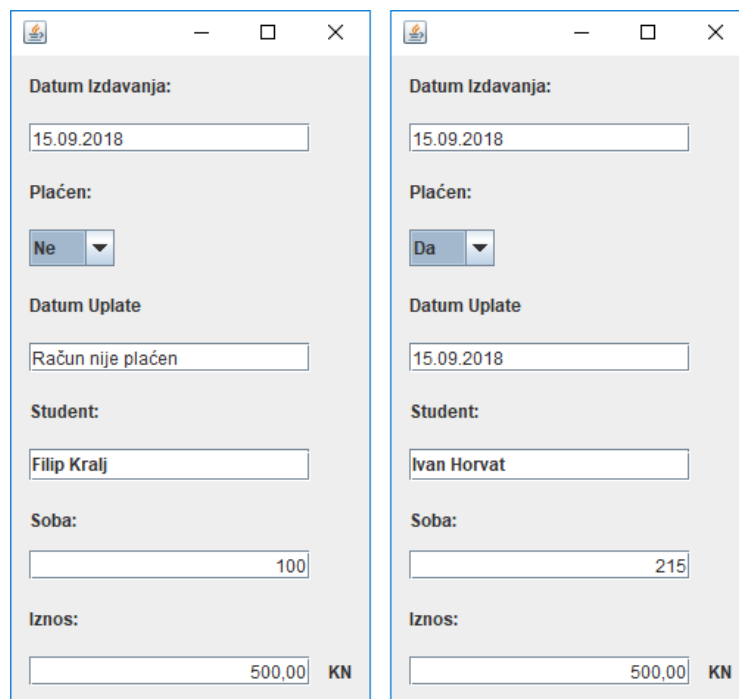 Datum Izdavanja:
15.09.2018
Plaćen:
Ne
Datum Uplate
Račun nije plaćen
Student:
Filip Kralj
Soba:
100
Iznos:
500,00 KN
Datum Izdavanja:
15.09.2018
Plaćen:
Da
Datum Uplate
15.09.2018
Student:
Ivan Horvat
Soba:
215
Iznos:
500,00 KN